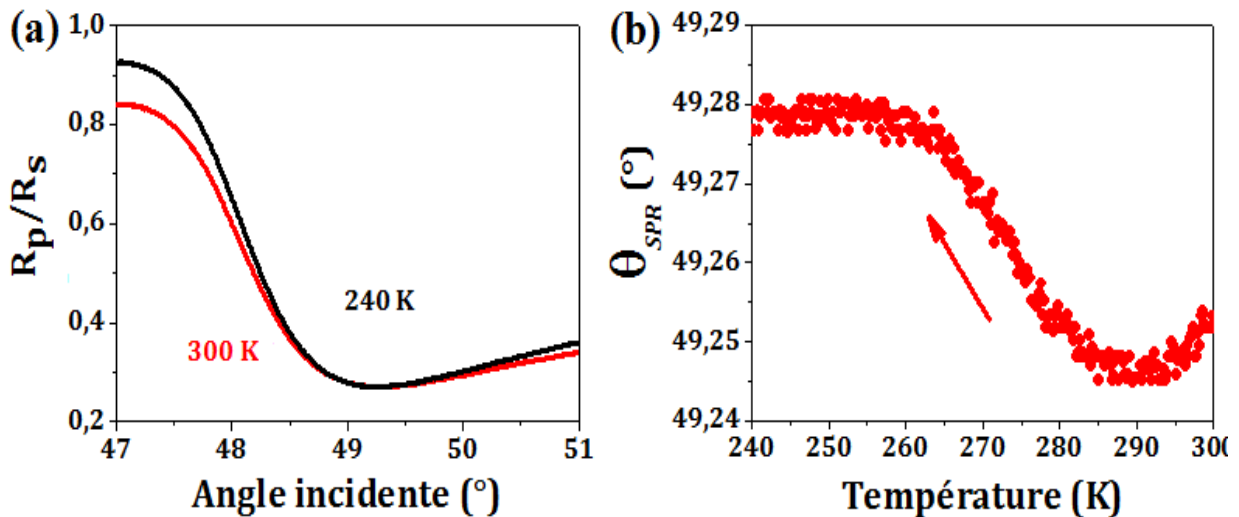 (a)
1,0
0,8
0,6
0,4
0,2
Rp/Rs
240 K
300 K
47
48
49
50
51
Angle incidente (°)
(b)
49,29
49,28
49,27
49,26
49,25
49,24
θSPR (°)
240
250
260
270
280
290
300
Température (K)